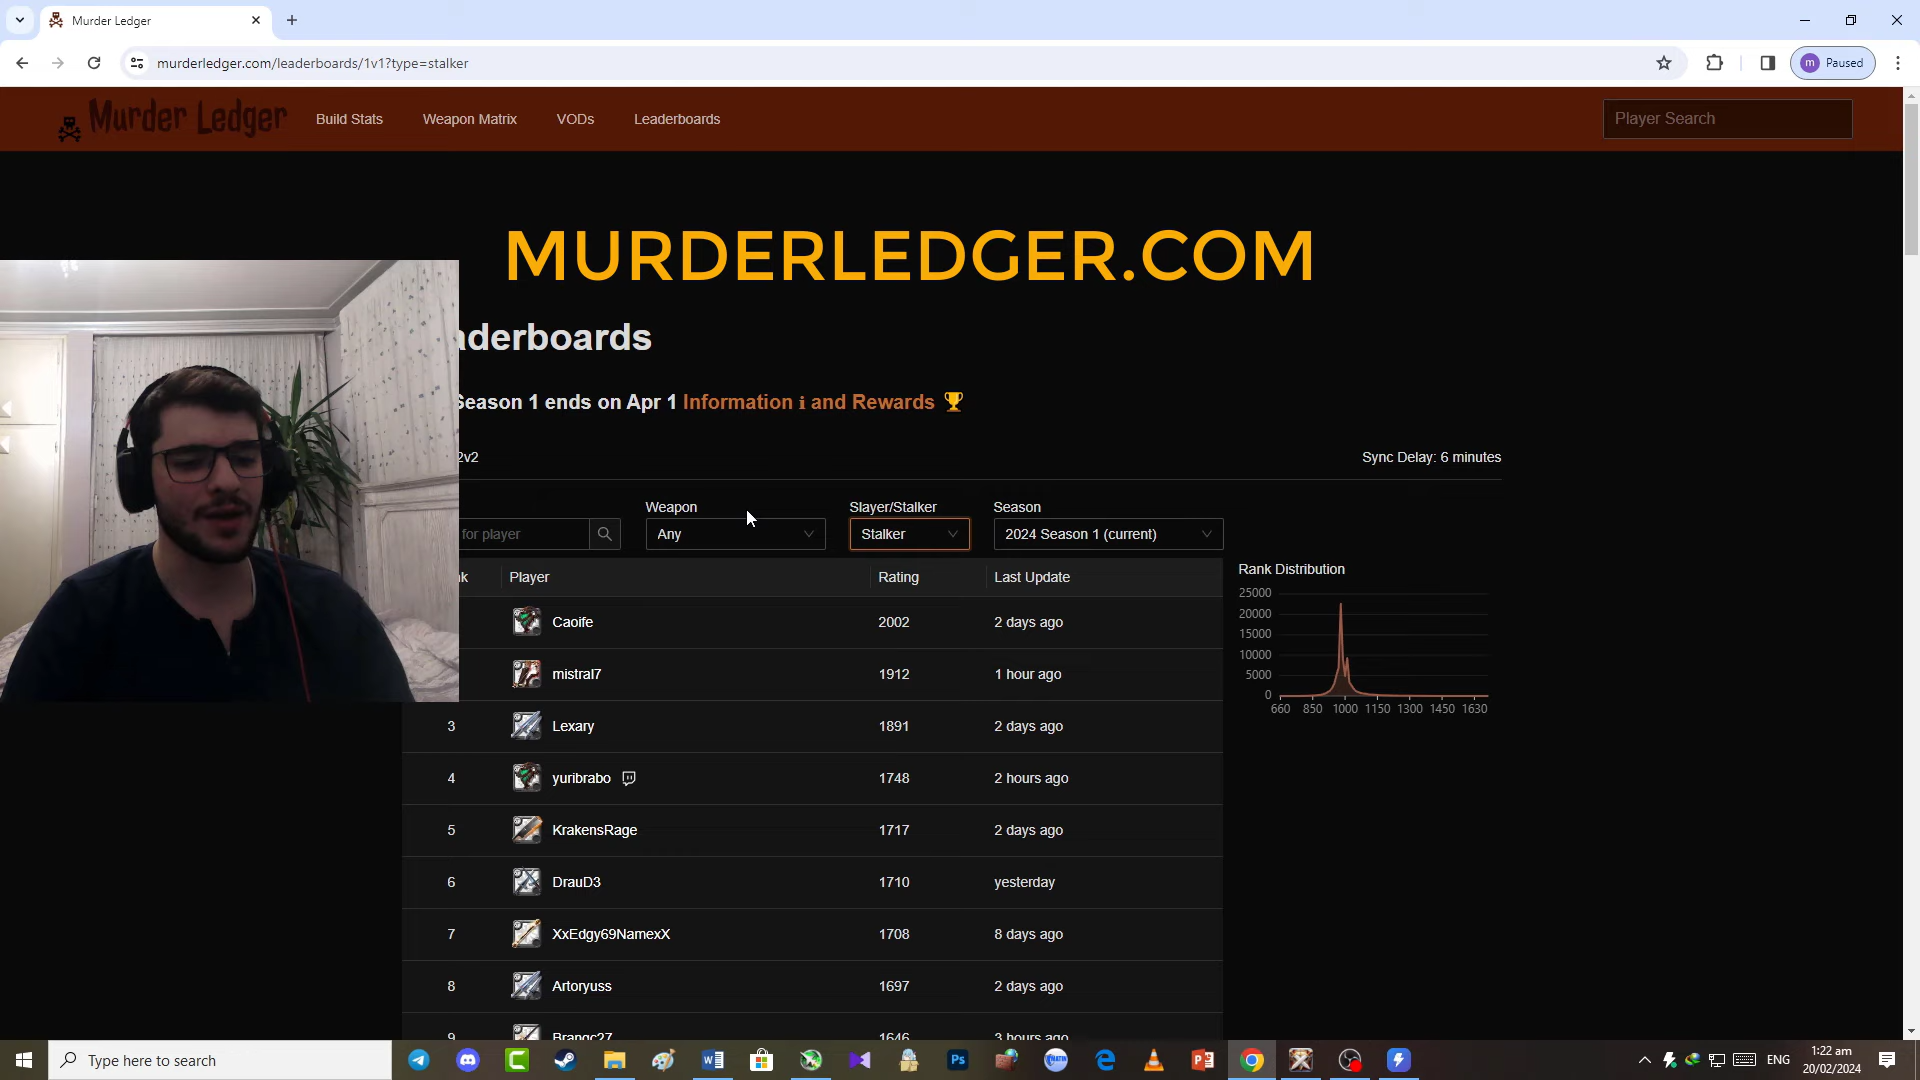 Murder Ledger
Paused
murderledger.com/leaderboards/1v1?type=stalker
Murder Ledger
Build Stats
Weapon Matrix
VODs
Leaderboards
Player Search
MURDERLEDGER.COM
aderboards
Season 1 ends on Apr 1 Information i and Rewards
2v2
Sync Delay: 6 minutes
Weapon
Slayer/Stalker
Season
for player
Any
Stalker
2024 Season 1 (current)
k Player Rating Last Update
Caoife 2002 2 days ago
mistral7 1912 1 hour ago
3 Lexary 1891 2 days ago
4 yuribrabo 1748 2 hours ago
5 KrakensRage 1717 2 days ago
6 DrauD3 1710 yesterday
7 XxEdgy69NamexX 1708 8 days ago
8 Artoryuss 1697 2 days ago
9 1646 3 hours ago
Rank Distribution
25000
20000
15000
10000
5000
0
660 850 1000 1150 1300 1450 1630
Type here to search
ENG
1:22 am
20/02/2024